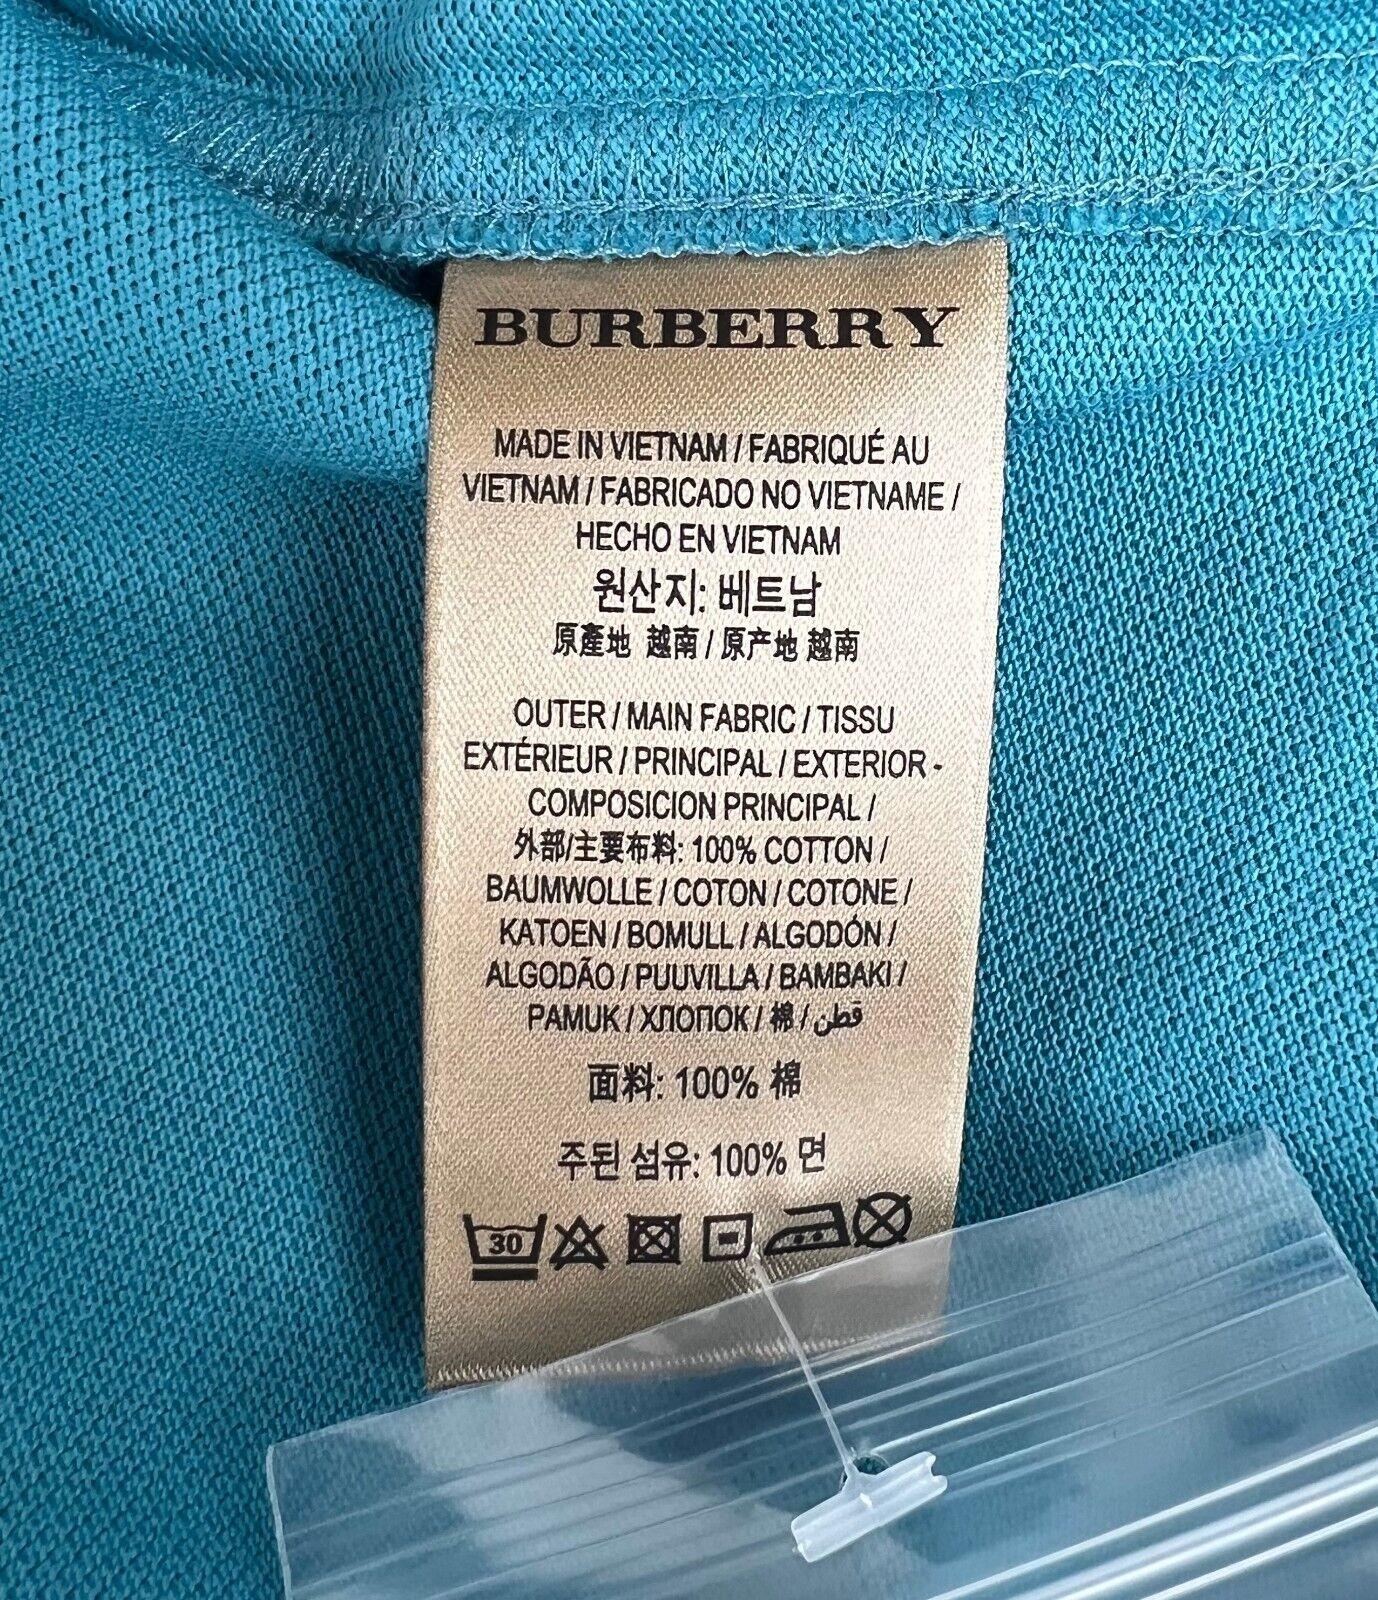 BURBERRY
MADE IN VIETNAM / FABRIQUÉ AU
VIETNAM / FABRICADO NO VIETNAME /
HECHO EN VIETNAM
원산지: 베트남
原產地 越南 / 原产地 越南
OUTER / MAIN FABRIC / TISSU
EXTÉRIEUR / PRINCIPAL / EXTERIOR -
COMPOSICION PRINCIPAL /
外部/主要布料: 100% COTTON /
BAUMWOLLE / COTON / COTONE /
KATOEN / BOMULL / ALGODÓN /
ALGODÃO / PUUVILLA / BAMBAKI /
PAMUK / ХЛОПОК / 棉 / قطن
面料: 100% 棉
주된 섬유: 100% 면
30